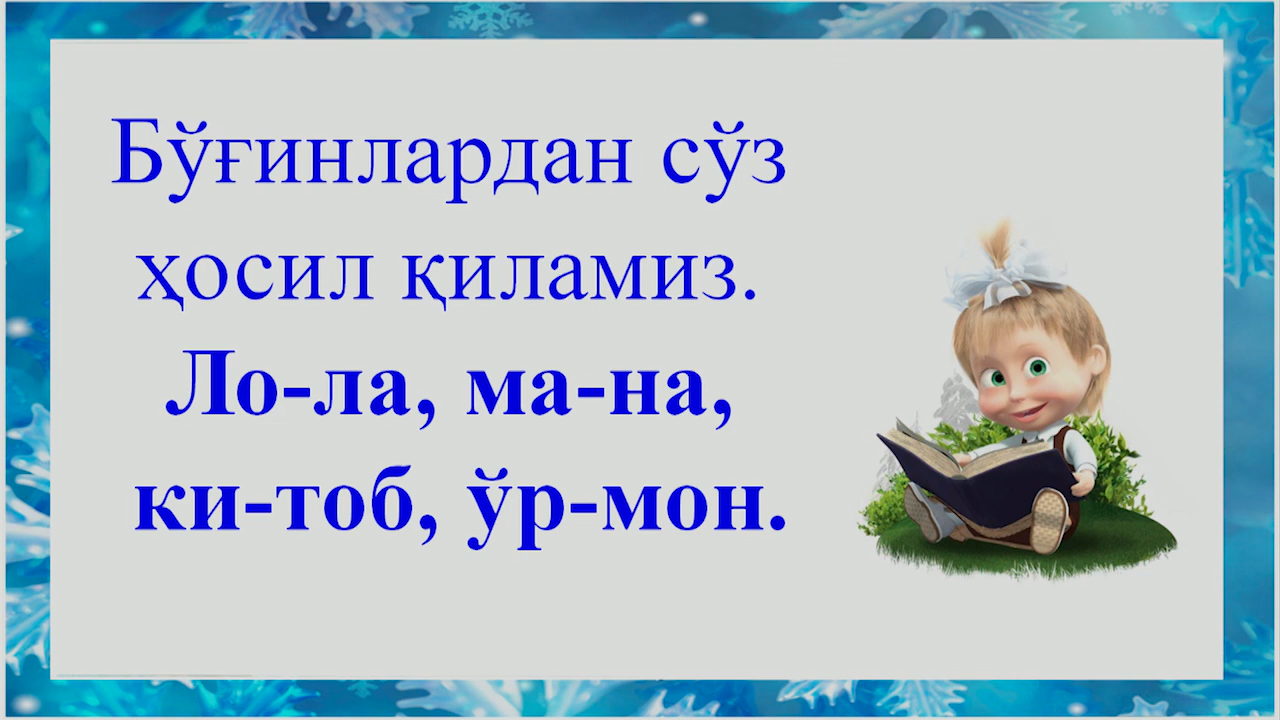 Бўғинлардан сўз
ҳосил қиламиз.
Ло-ла, ма-на,
ки-тоб, ўр-мон.